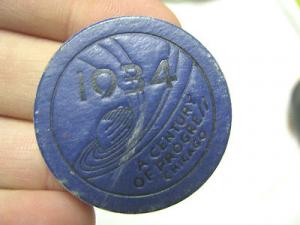 1934
A CENTURY
OF PROGRESS
CHICAGO